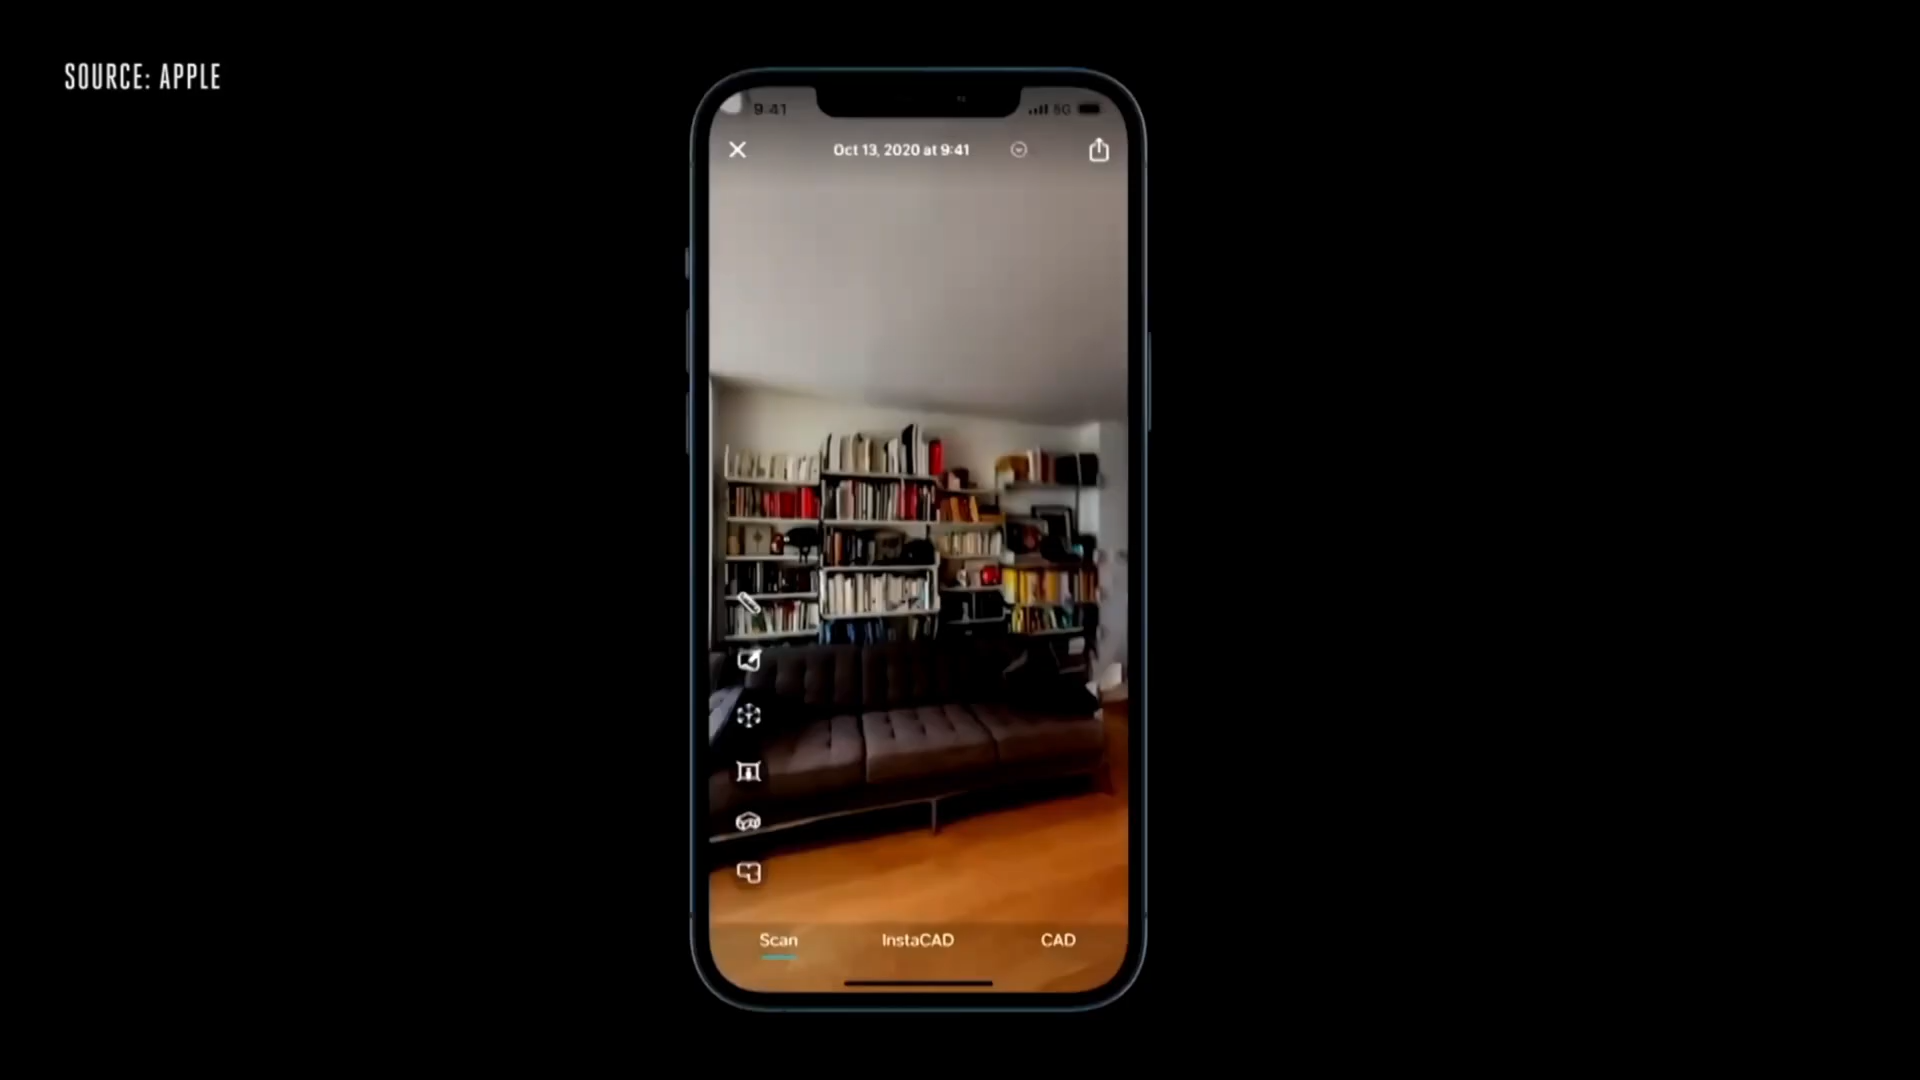 SOURCE: APPLE
9:41
5G
Oct 13, 2020 at 9:41
Scan
InstaCAD
CAD